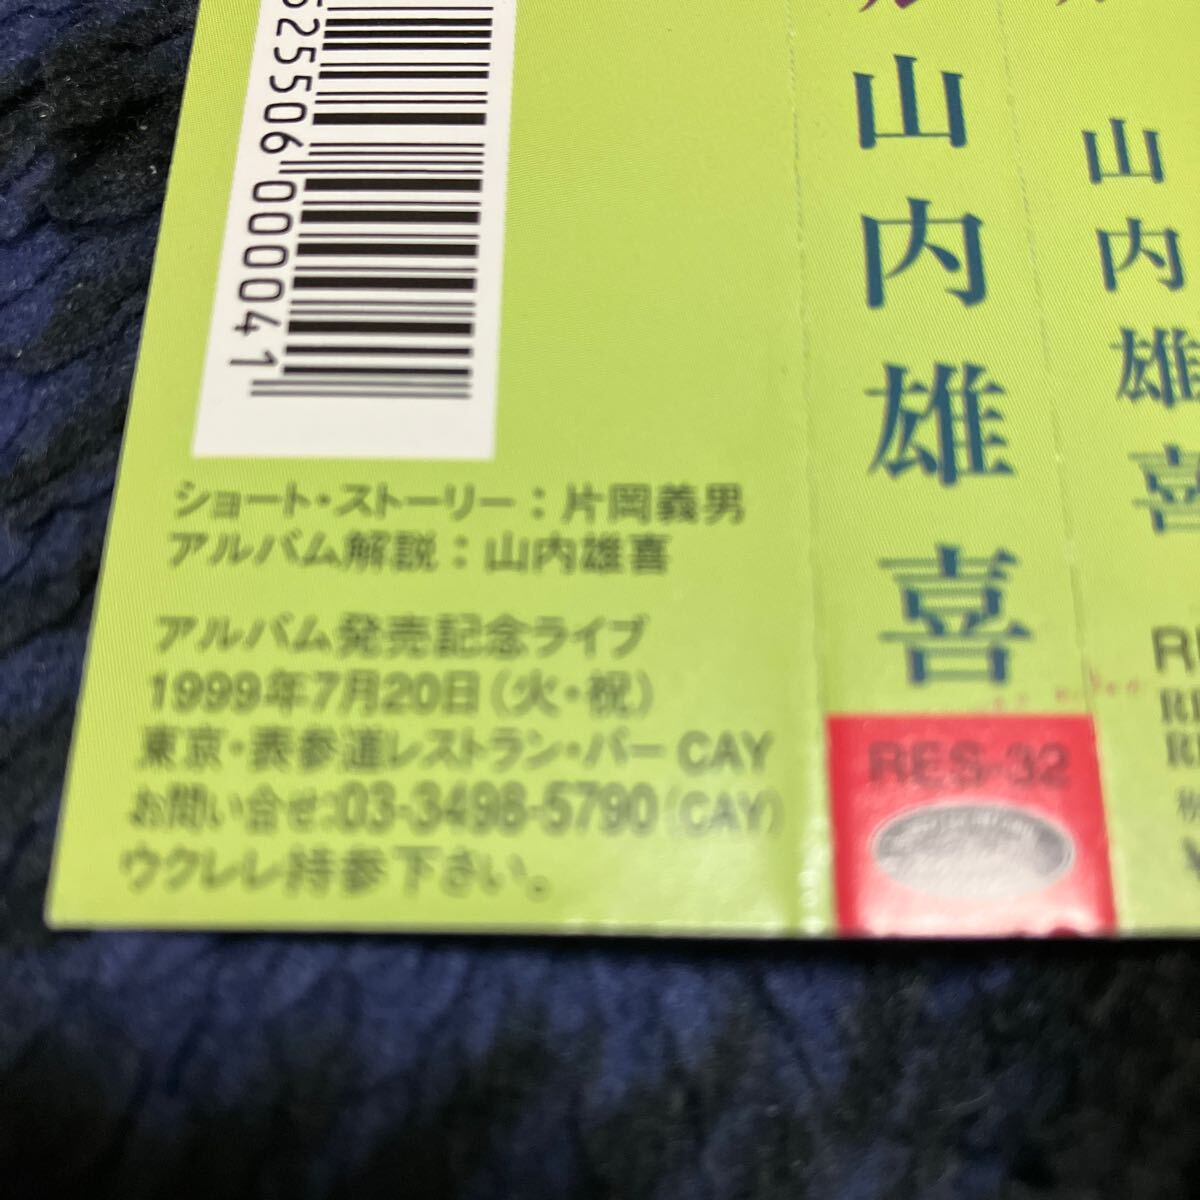 25506 00004 1
ショート・ストーリー：片岡義男
アルバム解説：山内雄喜
アルバム発売記念ライブ
1999年7月20日（火・祝）
東京・表参道レストラン・バー CAY
お問い合せ:03-3498-5790（CAY）
ウクレレ持参下さい。
山内雄喜
RES-32
山内雄喜